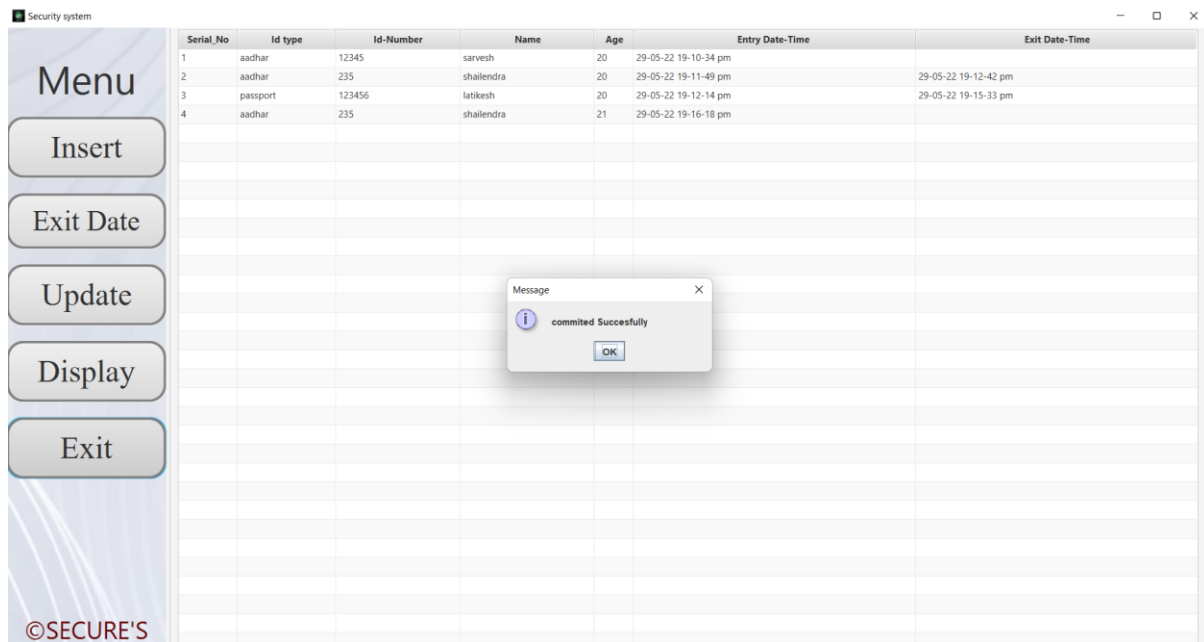 Security system
Menu
Insert
Exit Date
Update
Display
Exit
©SECURE'S
Serial_No Id type Id-Number Name Age Entry Date-Time Exit Date-Time
1 aadhar 12345 sarvesh 20 29-05-22 19-10-34 pm
2 aadhar 235 shailendra 20 29-05-22 19-11-49 pm 29-05-22 19-12-42 pm
3 passport 123456 latikesh 20 29-05-22 19-12-14 pm 29-05-22 19-15-33 pm
4 aadhar 235 shailendra 21 29-05-22 19-16-18 pm
Message
commited Succesfully
OK